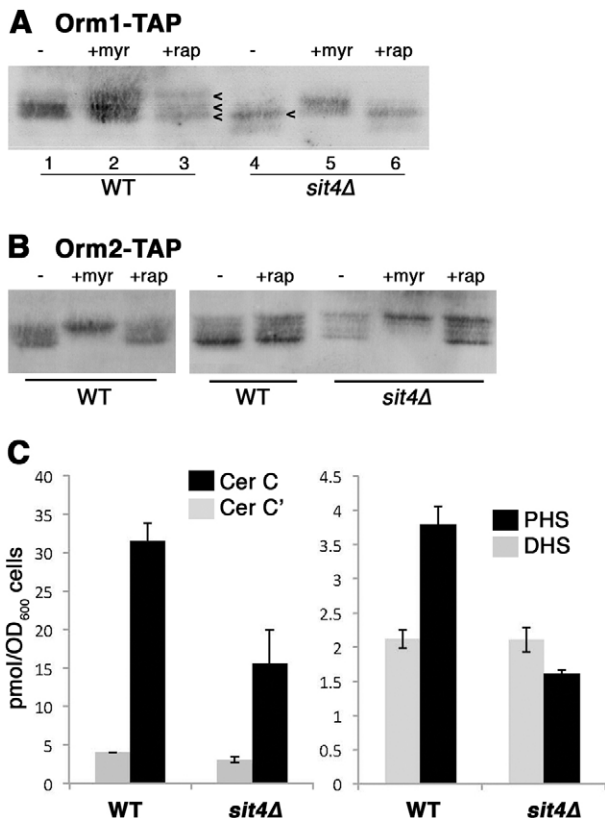 A Orm1-TAP
- +myr +rap - +myr +rap
<
<
<
<
1 2 3 4 5 6
WT sit4Δ
B Orm2-TAP
- +myr +rap - +rap - +myr +rap
WT WT sit4Δ
C
pmol/OD600 cells
40
35
30
25
20
15
10
5
0
Cer C
Cer C'
WT sit4Δ
4.5
4
3.5
3
2.5
2
1.5
1
0.5
0
PHS
DHS
WT sit4Δ